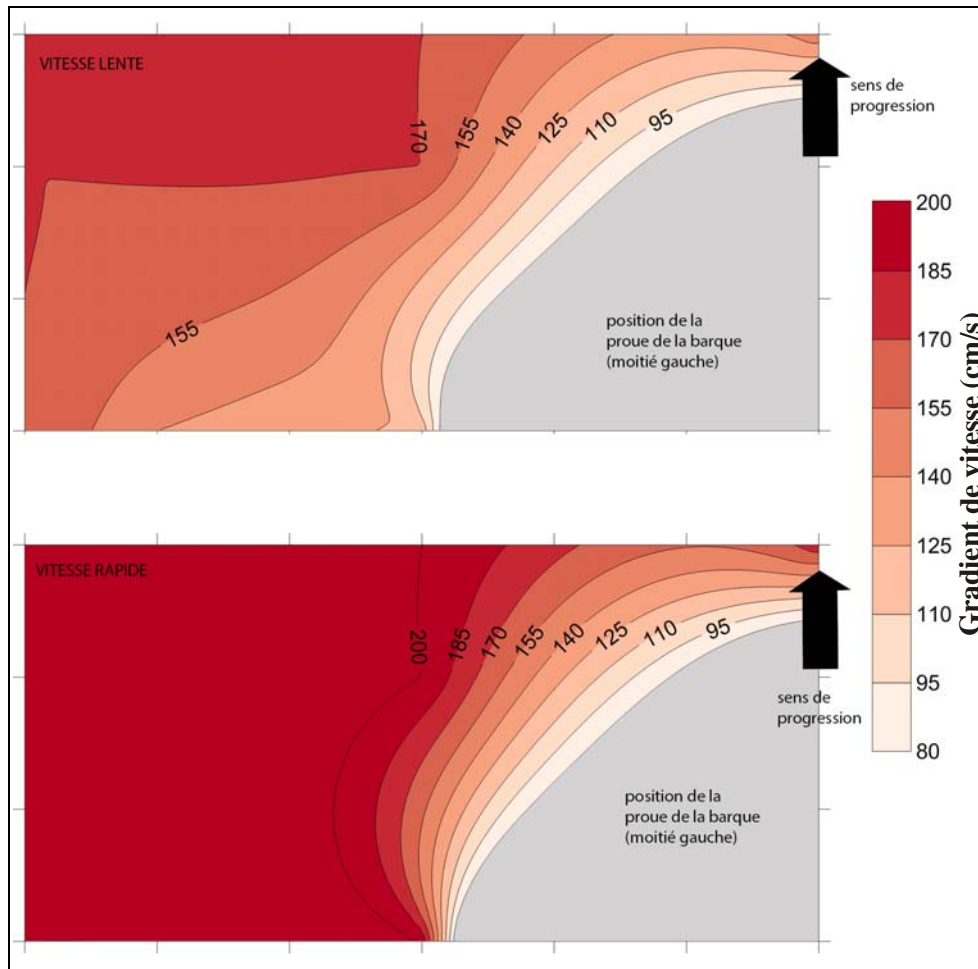 VITESSE LENTE
170
155
140
125
110
95
155
sens de
progression
position de la
proue de la barque
(moitié gauche)
200
185
170
155
140
125
110
95
80
Gradient de vitesse (cm/s)
VITESSE RAPIDE
200
185
170
155
140
125
110
95
sens de
progression
position de la
proue de la barque
(moitié gauche)